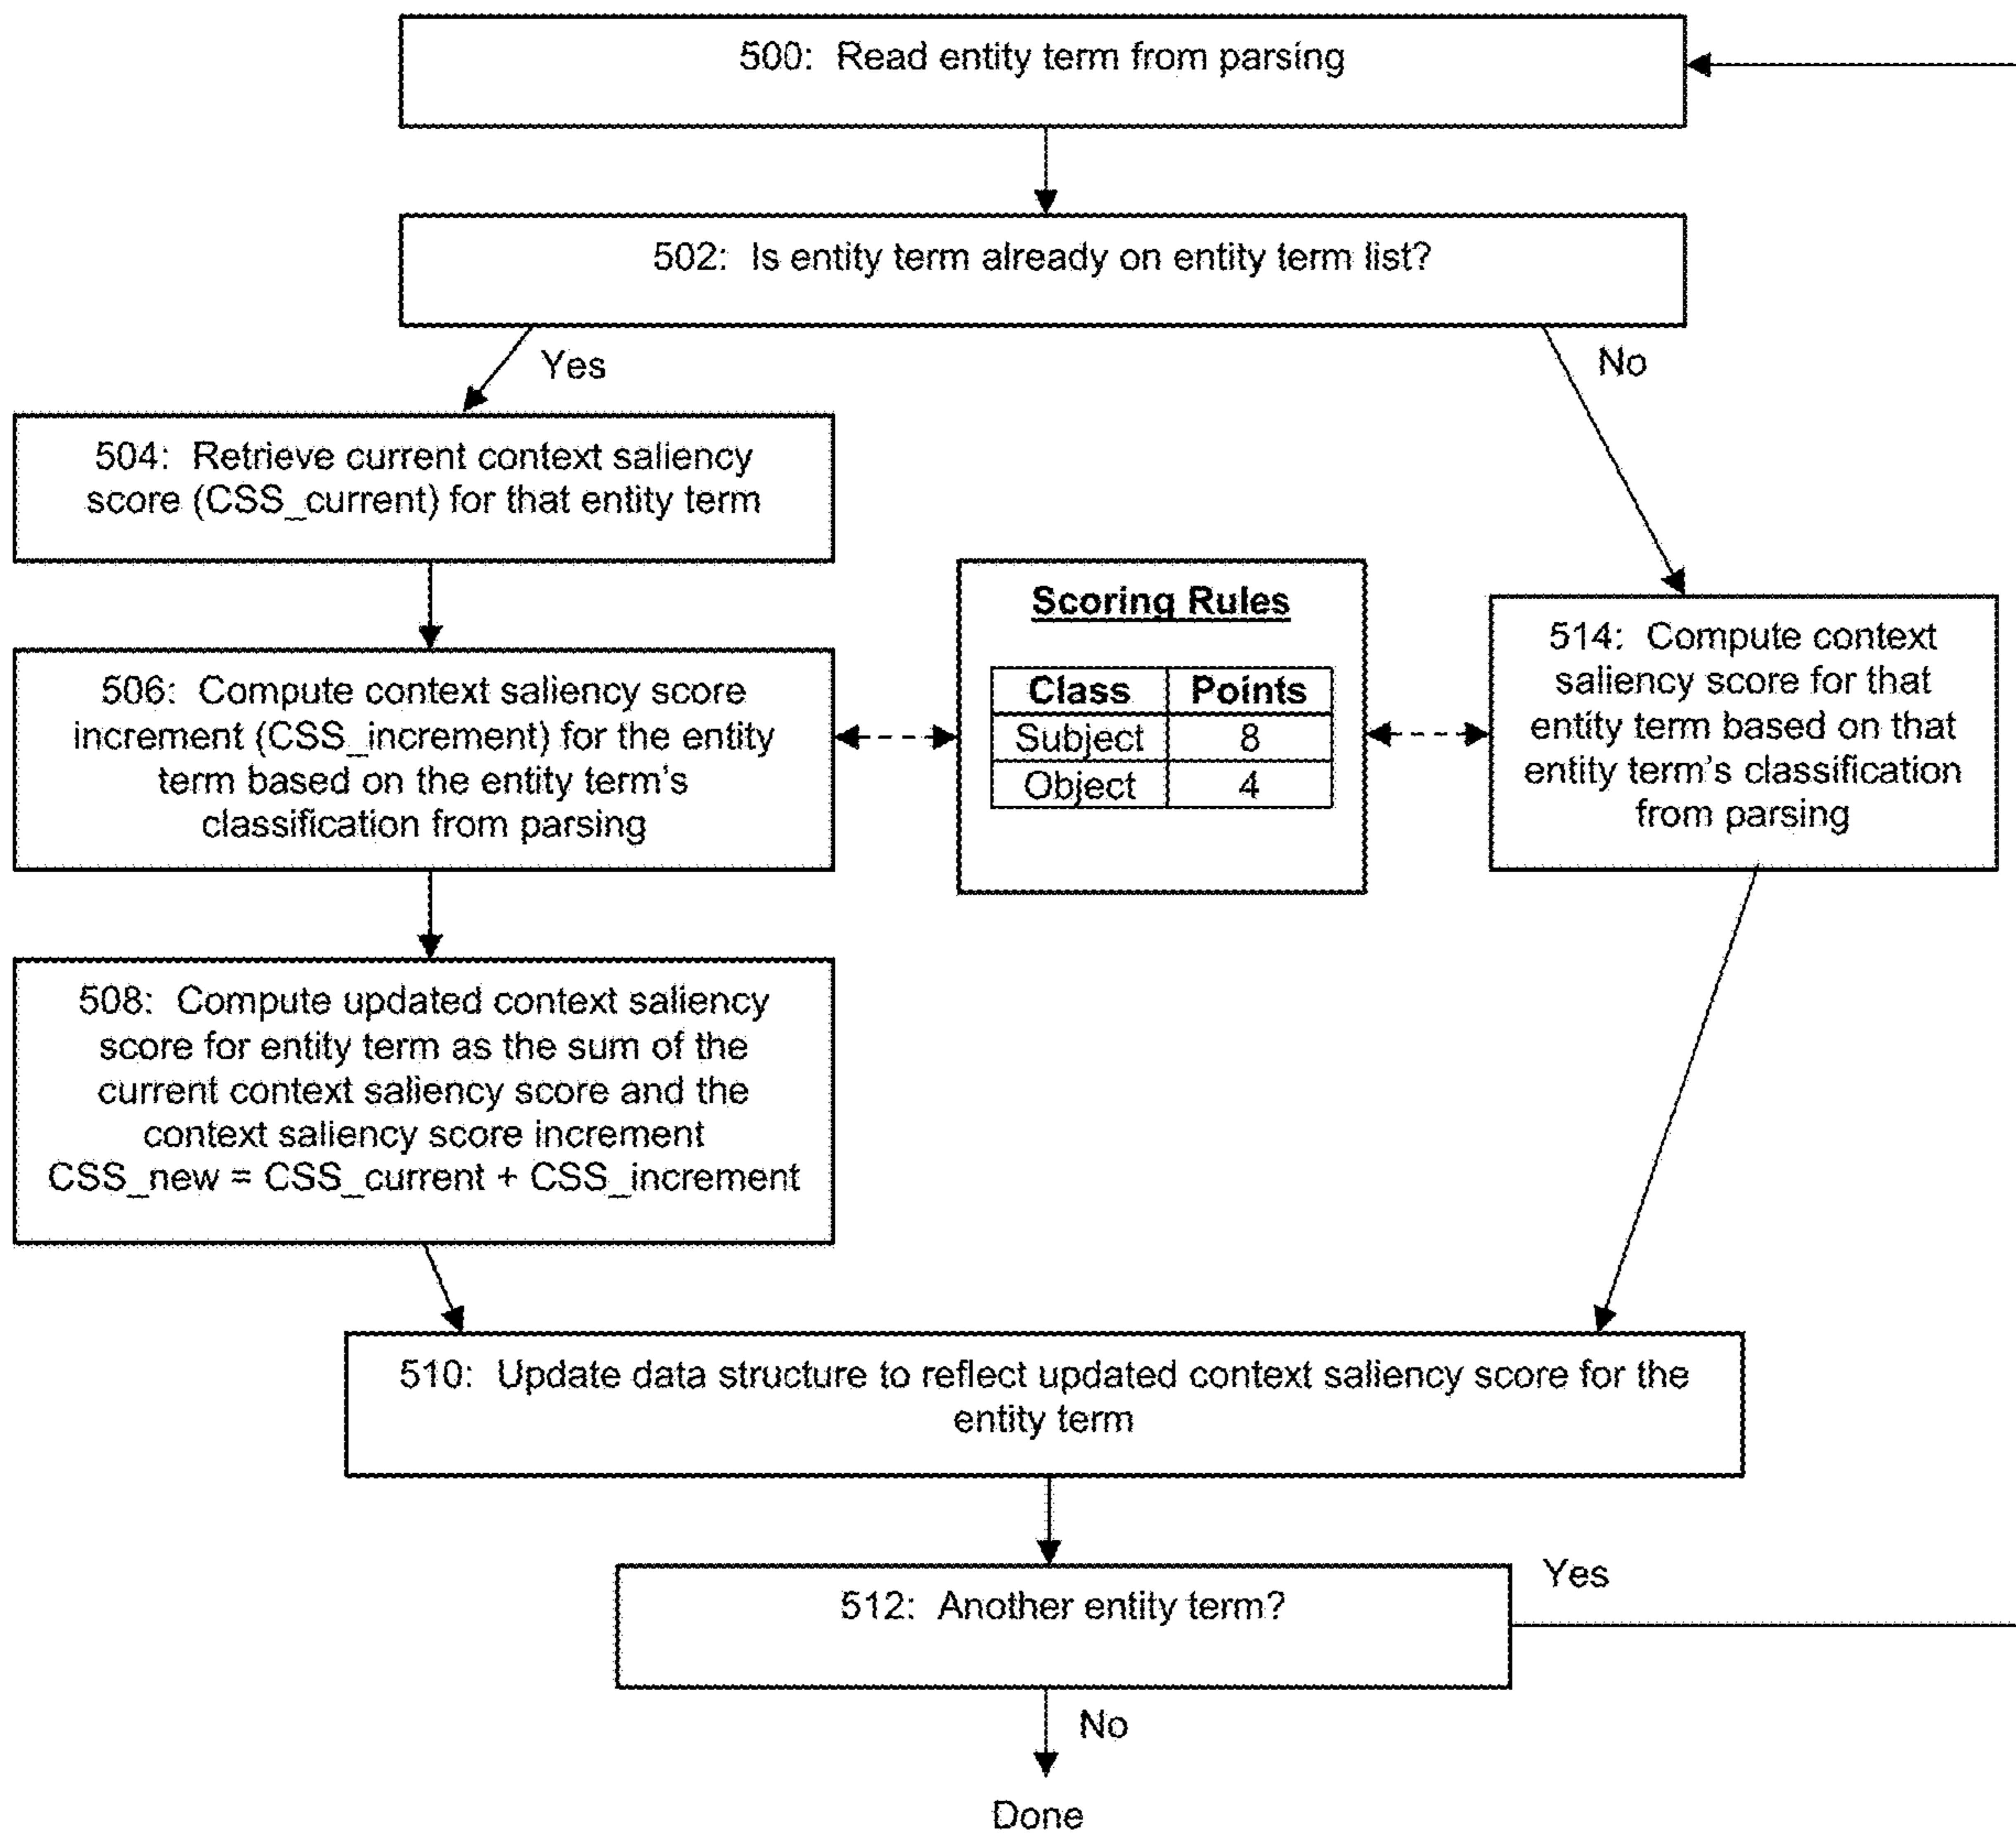 500: Read entity term from parsing
502: Is entity term already on entity term list?
Yes
No
504: Retrieve current context saliency
score (CSS_current) for that entity term
506: Compute context saliency score
increment (CSS_increment) for the entity
term based on the entity term's
classification from parsing
Scoring Rules
Class Points
Subject 8
Object 4
514: Compute context
saliency score for that
entity term based on that
entity term's classification
from parsing
508: Compute updated context saliency
score for entity term as the sum of the
current context saliency score and the
context saliency score increment
CSS_new = CSS_current + CSS_increment
510: Update data structure to reflect updated context saliency score for the
entity term
512: Another entity term?
Yes
No
Done